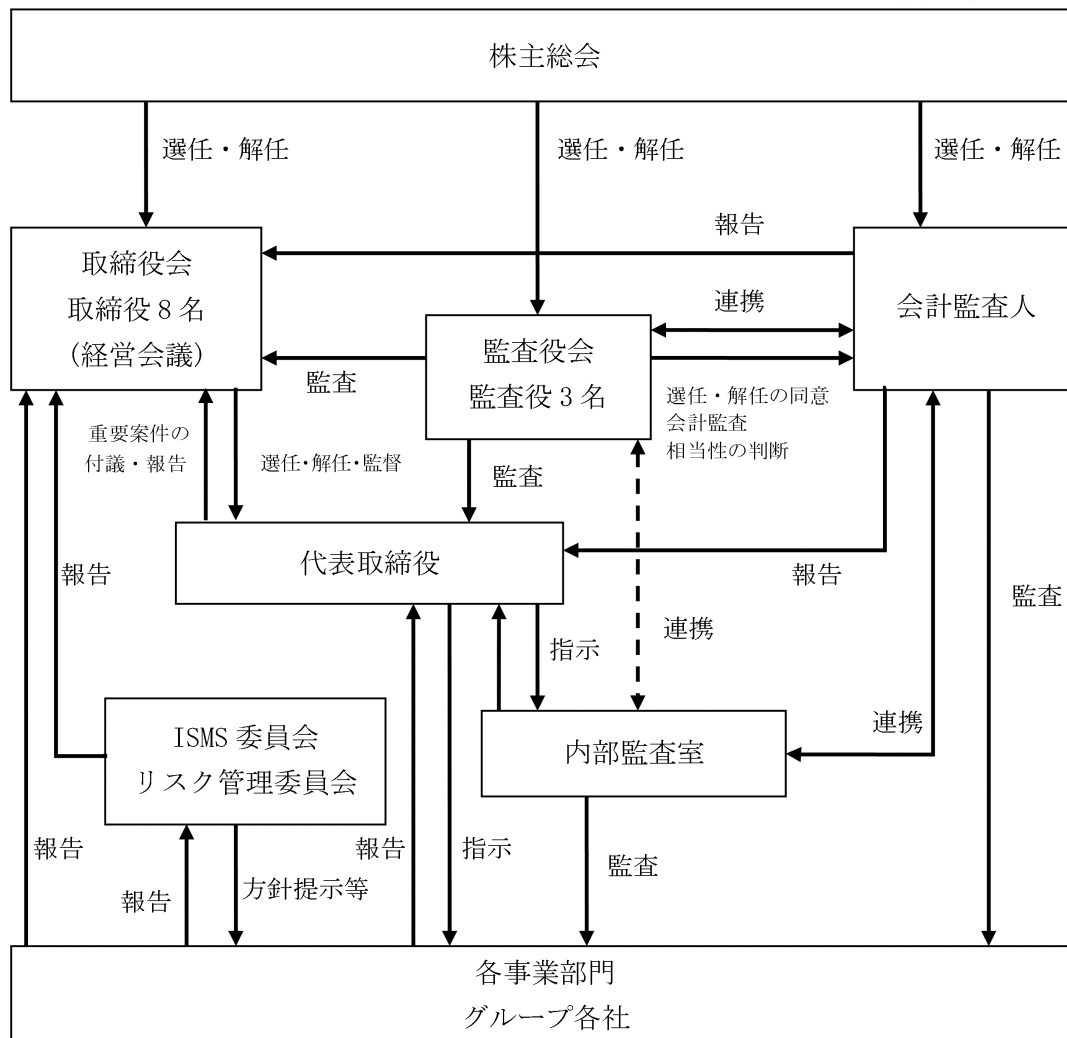 株主総会
選任・解任
選任・解任
選任・解任
報告
取締役会
取締役８名
(経営会議)
連携
会計監査人
監査役会
監査役３名
監査
選任・解任の同意
会計監査
相当性の判断
重要案件の
付議・報告
選任･解任･監督
監査
代表取締役
報告
報告
監査
指示
連携
ISMS 委員会
リスク管理委員会
内部監査室
連携
報告
報告
方針提示等
報告
指示
監査
各事業部門
グループ各社